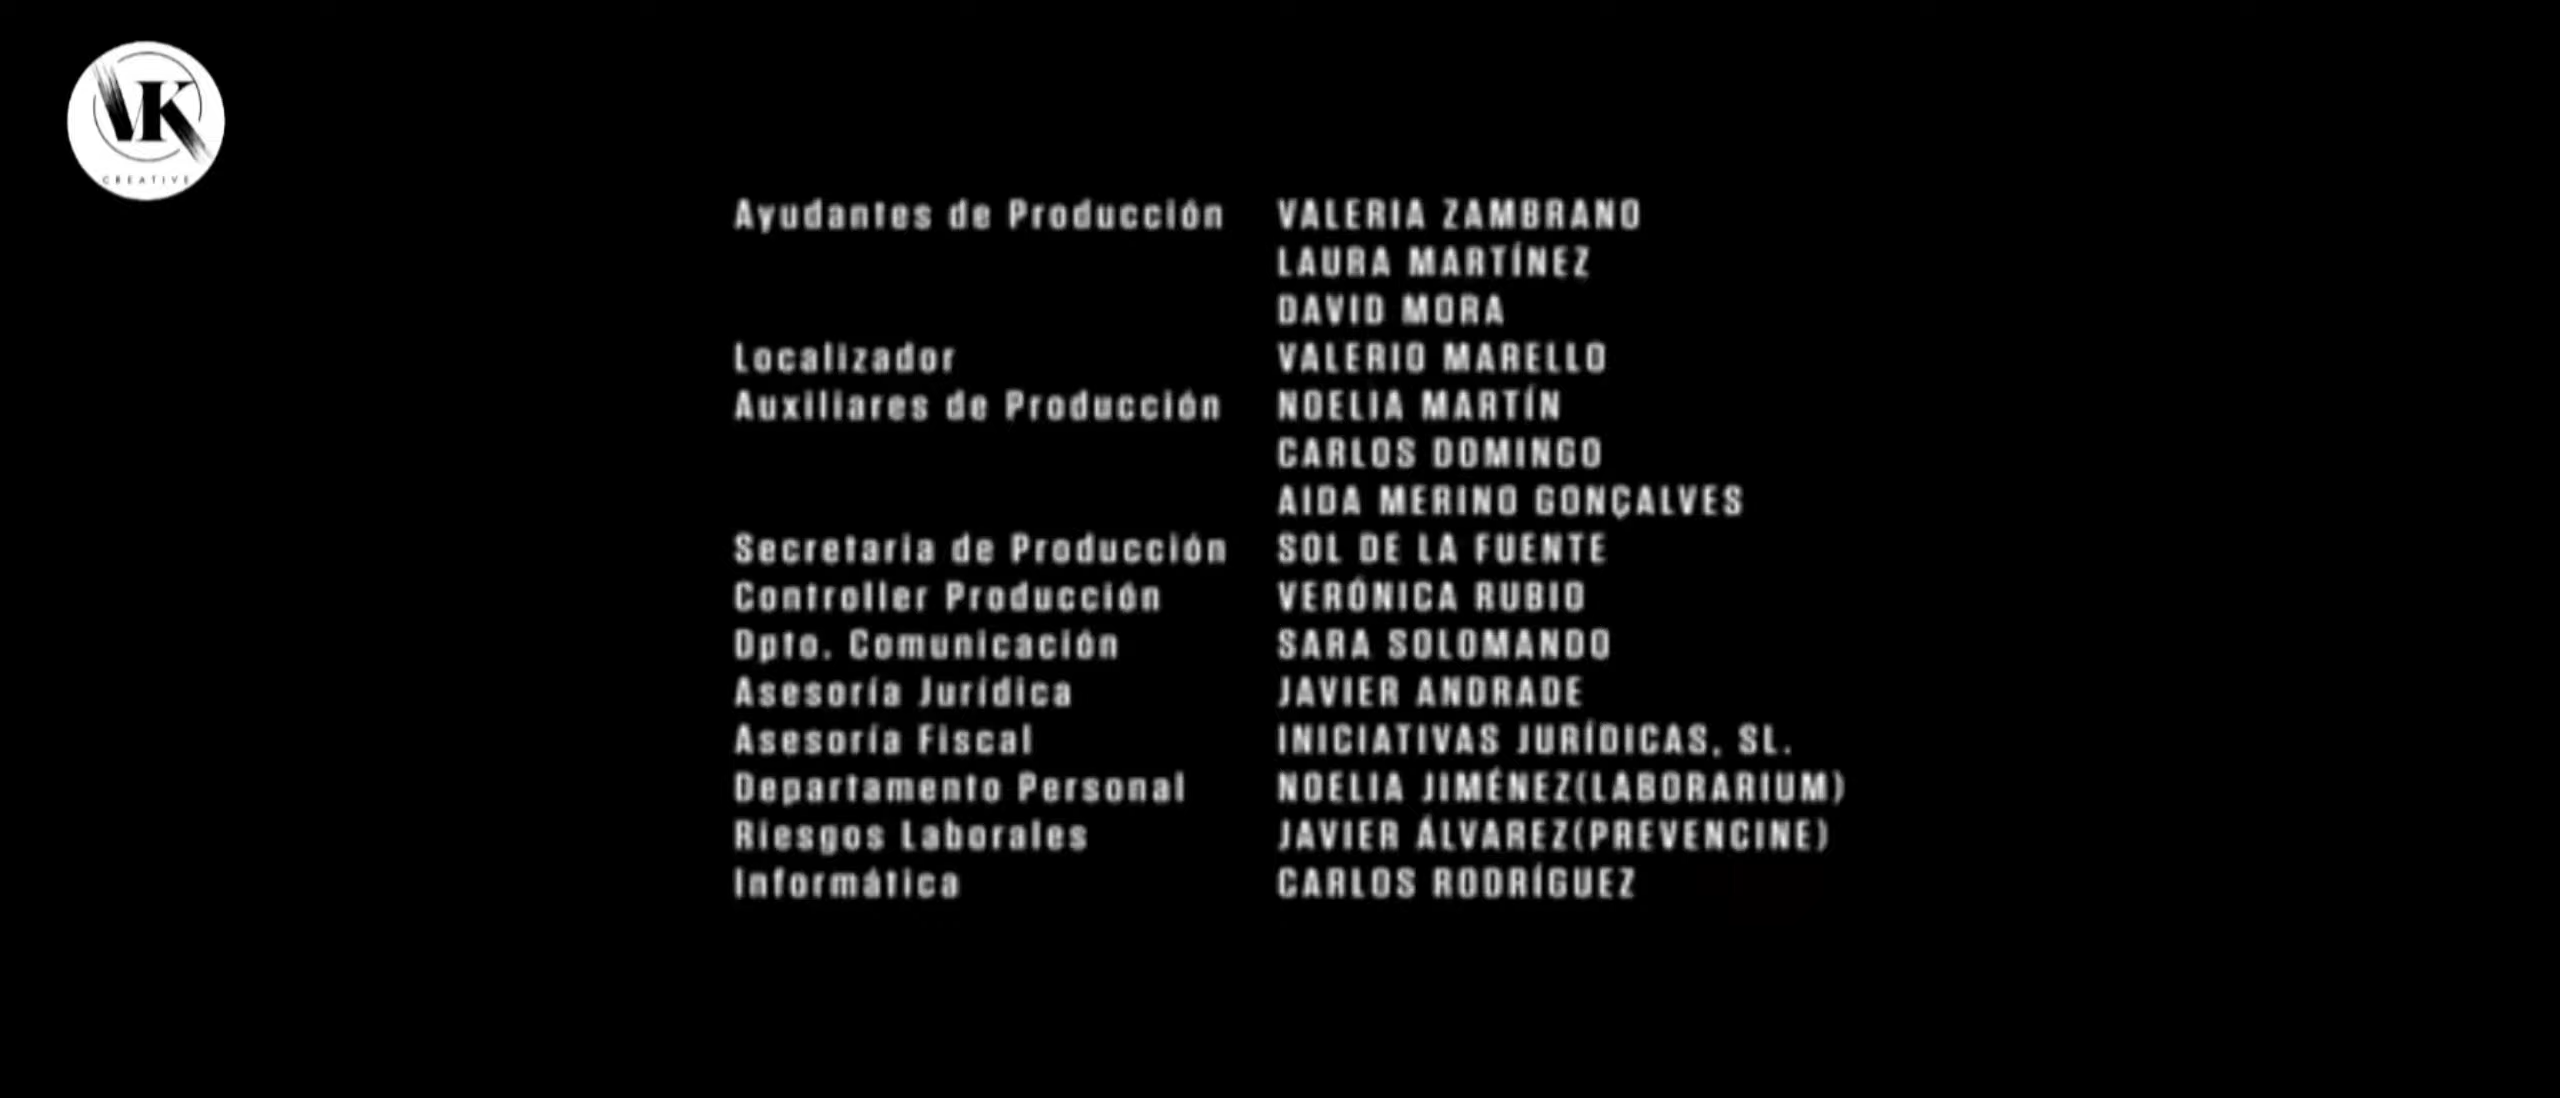 VK
CREATIVE
Ayudantes de Producción VALERIA ZAMBRANO
LAURA MARTÍNEZ
DAVID MORA
Localizador VALERIO MARELLO
Auxiliares de Producción NOELIA MARTÍN
CARLOS DOMINGO
AIDA MERINO GONÇALVES
Secretaria de Producción SOL DE LA FUENTE
Controller Producción VERÓNICA RUBIO
Dpto. Comunicación SARA SOLOMANDO
Asesoría Jurídica JAVIER ANDRADE
Asesoría Fiscal INICIATIVAS JURÍDICAS, SL.
Departamento Personal NOELIA JIMÉNEZ(LABORARIUM)
Riesgos Laborales JAVIER ÁLVAREZ(PREVENCINE)
Informática CARLOS RODRÍGUEZ